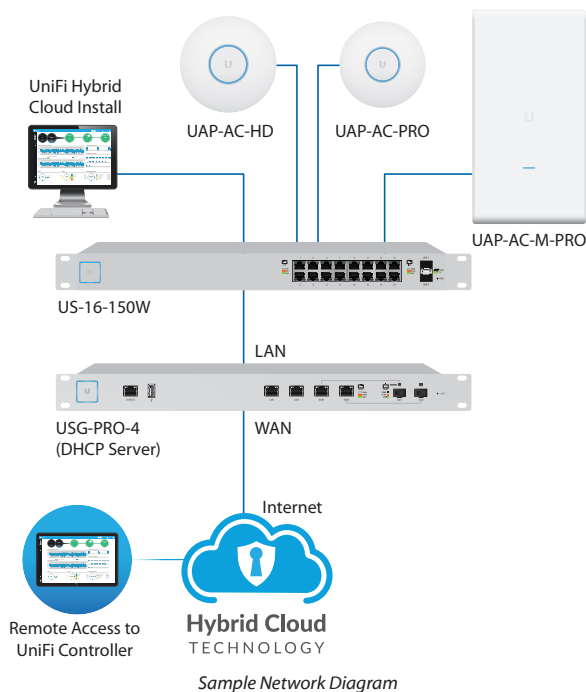 UniFi Hybrid
Cloud Install
UAP-AC-HD
UAP-AC-PRO
UAP-AC-M-PRO
US-16-150W
LAN
USG-PRO-4
(DHCP Server)
WAN
Internet
Remote Access to
UniFi Controller
Hybrid Cloud
TECHNOLOGY
Sample Network Diagram